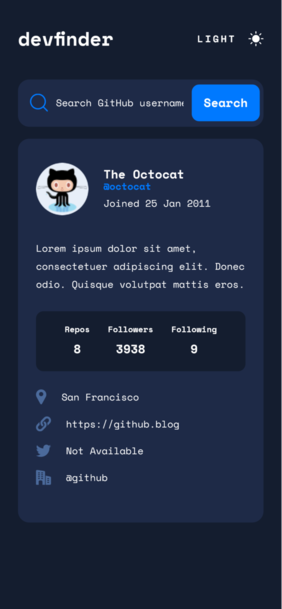 devfinder
LIGHT
Search GitHub username
Search
The Octocat
@octocat
Joined 25 Jan 2011
Lorem ipsum dolor sit amet,
consectetuer adipiscing elit. Donec
odio. Quisque volutpat mattis eros.
Repos Followers Following
8 3938 9
San Francisco
https://github.blog
Not Available
@github